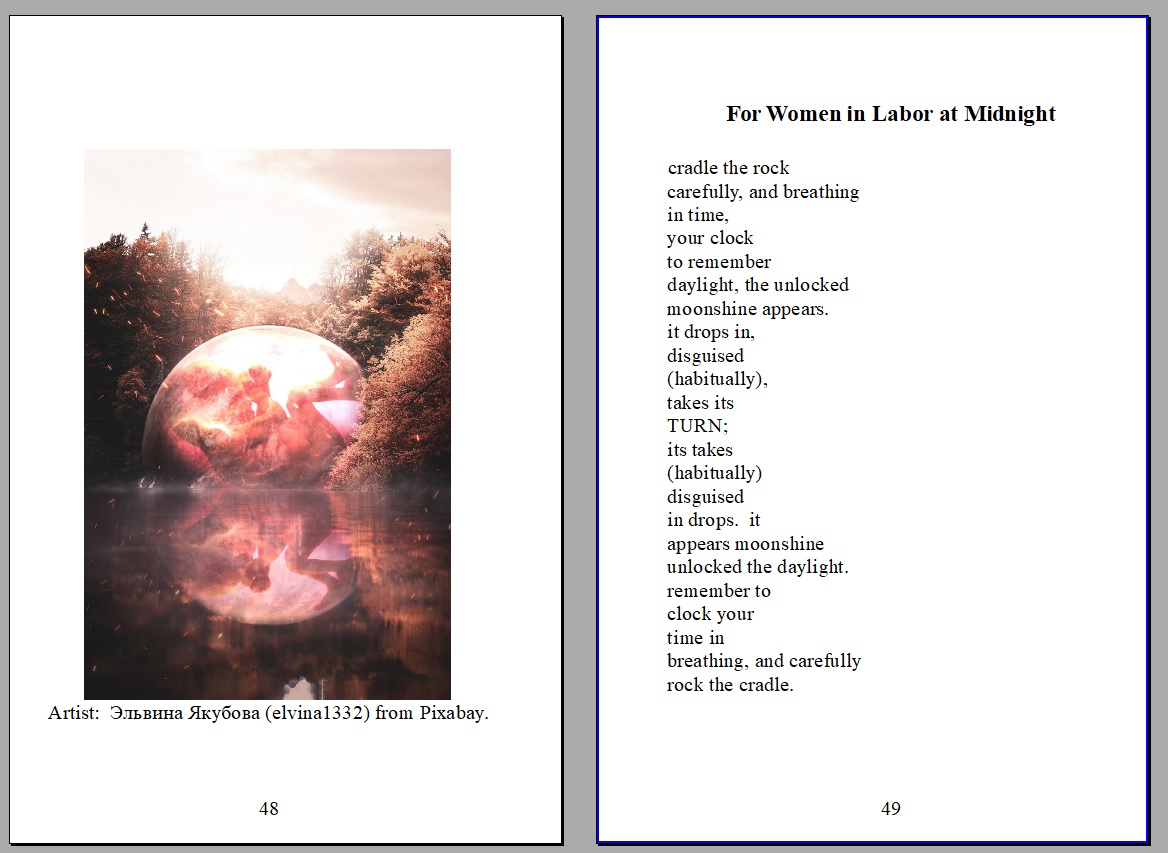 Artist:  Эльвина Якубова (elvina1332) from Pixabay.
48
For Women in Labor at Midnight
cradle the rock
carefully, and breathing
in time,
your clock
to remember
daylight, the unlocked
moonshine appears.
it drops in,
disguised
(habitually),
takes its
TURN;
its takes
(habitually)
disguised
in drops.  it
appears moonshine
unlocked the daylight.
remember to
clock your
time in
breathing, and carefully
rock the cradle.
49